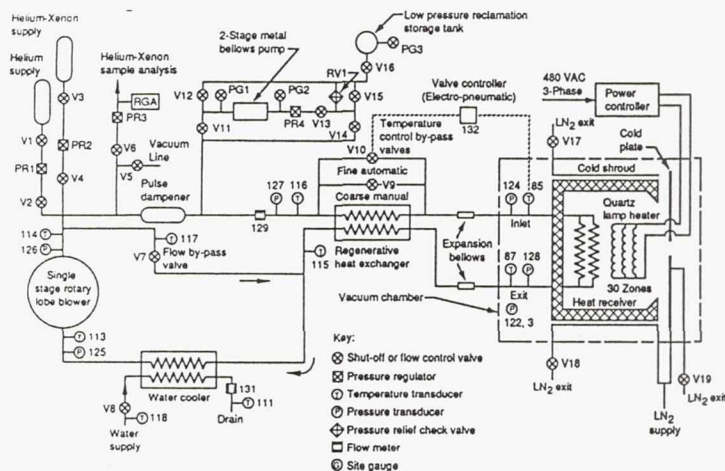 Helium-Xenon
supply
Helium
supply
Helium-Xenon
sample analysis
RGA
PR3
V3
V1
PR2
PR1
V6
Vacuum
Line
V4
V5
V2
Pulse
dampener
2-Stage metal
bellows pump
Low pressure reclamation
storage tank
PG3
RV1
V16
V12
PG1
PG2
V15
PR4
V13
V11
V14
Valve controller
(Electro-pneumatic)
132
Temperature
control by-pass
valves
V10
Fine automatic
V9
Coarse manual
480 VAC
3-Phase
Power
controller
LN2 exit
V17
Cold
plate
Cold shroud
127
116
129
124
85
Inlet
Quartz
lamp heater
114
T
126
P
117
Flow by-pass
valve
V7
115
Regenerative
heat exchanger
Expansion
bellows
87
128
Exit
122, 3
30 Zones
Heat receiver
Vacuum chamber
Single
stage rotary
lobe blower
113
125
Water cooler
V8
118
Water
supply
131
111
Drain
Key:
Shut-off or flow control valve
Pressure regulator
T Temperature transducer
P Pressure transducer
Pressure relief check valve
Flow meter
G Site gauge
V18
LN2 exit
LN2
supply
V19
LN2 exit